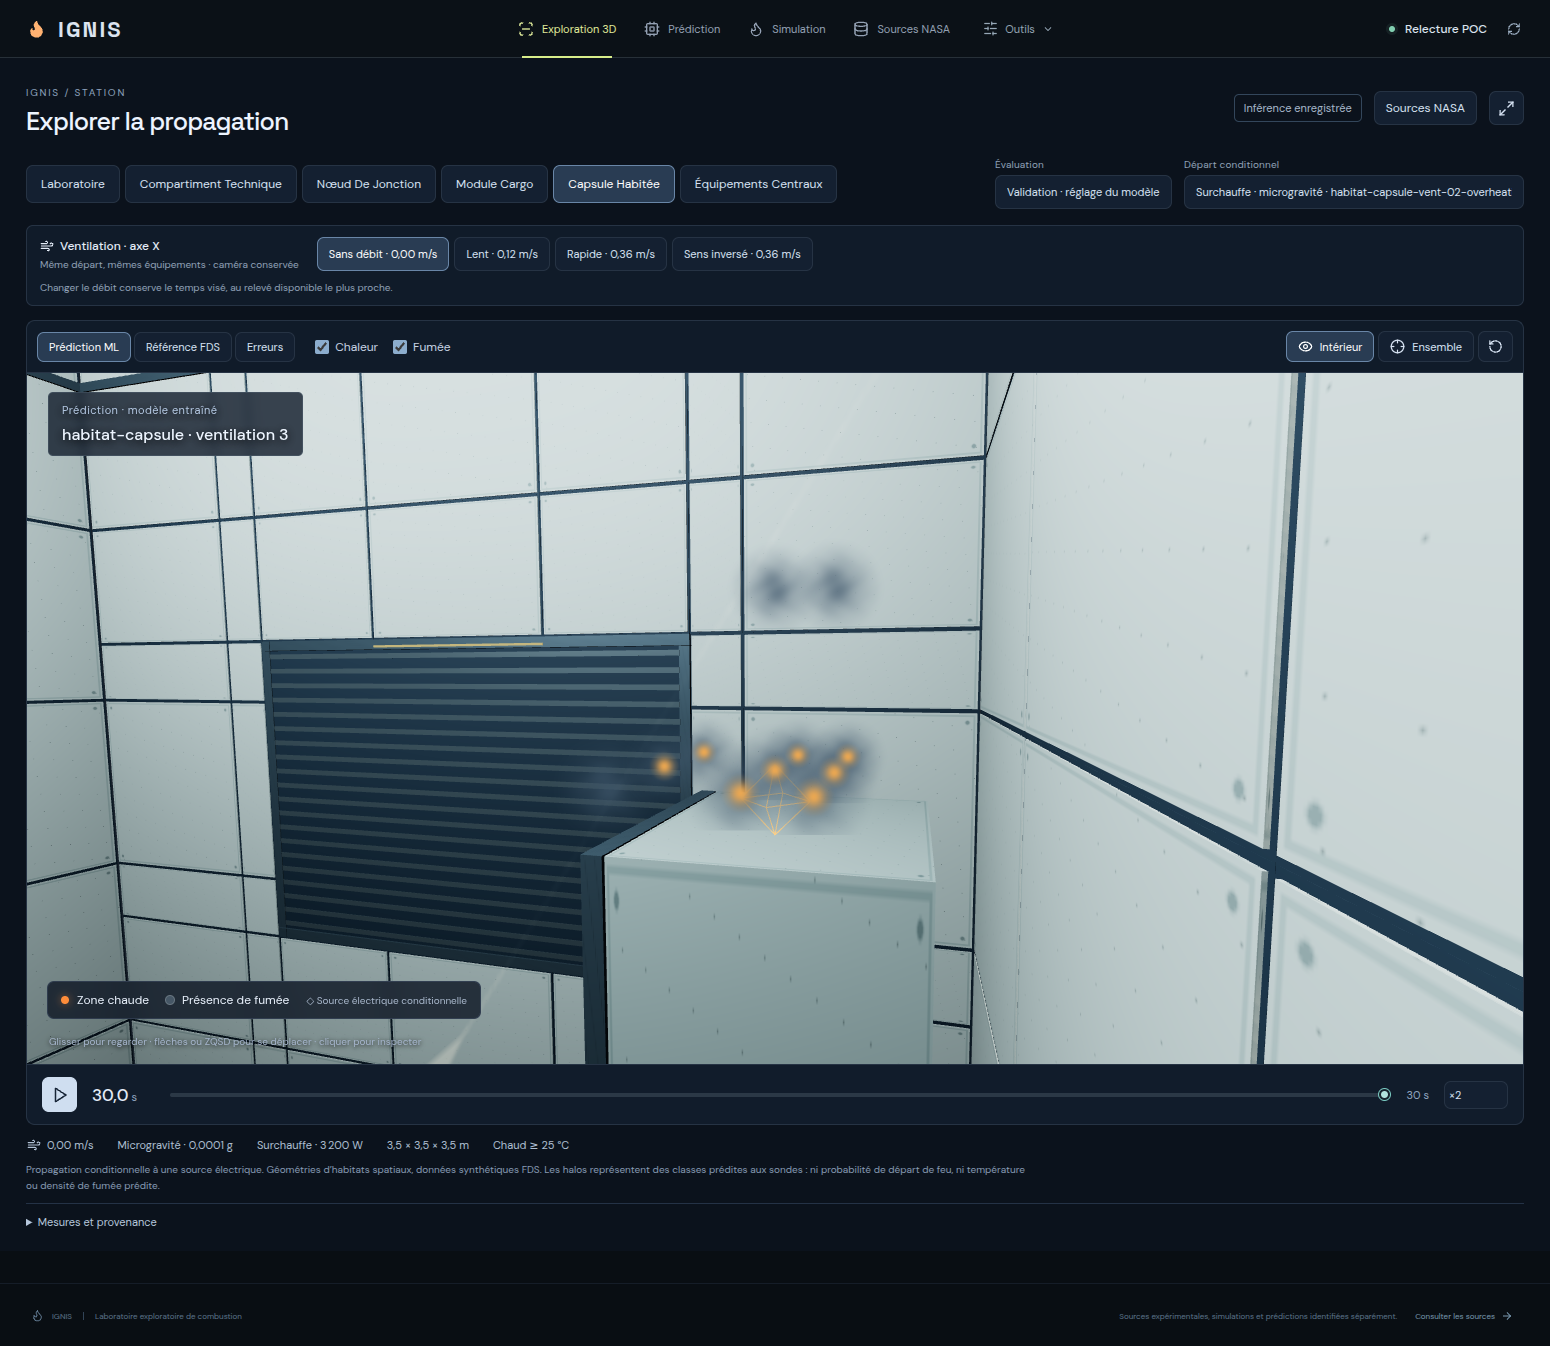 IGNIS
Exploration 3D
Prédiction
Simulation
Sources NASA
Outils
Relecture POC
IGNIS / STATION
Explorer la propagation
Inférence enregistrée
Sources NASA
Laboratoire
Compartiment Technique
Nœud De Jonction
Module Cargo
Capsule Habitée
Équipements Centraux
Évaluation
Validation · réglage du modèle
Départ conditionnel
Surchauffe · microgravité · habitat-capsule-vent-02-overheat
Ventilation · axe X
Même départ, mêmes équipements · caméra conservée
Sans débit · 0,00 m/s
Lent · 0,12 m/s
Rapide · 0,36 m/s
Sens inversé · 0,36 m/s
Changer le débit conserve le temps visé, au relevé disponible le plus proche.
Prédiction ML
Référence FDS
Erreurs
Chaleur
Fumée
Intérieur
Ensemble
Prédiction · modèle entraîné
habitat-capsule · ventilation 3
Zone chaude
Présence de fumée
◇ Source électrique conditionnelle
Glisser pour regarder · flèches ou ZQSD pour se déplacer · cliquer pour inspecter
30,0 s
30 s
×2
0,00 m/s
Microgravité · 0,0001 g
Surchauffe · 3 200 W
3,5 × 3,5 × 3,5 m
Chaud ≥ 25 °C
Propagation conditionnelle à une source électrique. Géométries d'habitats spatiaux, données synthétiques FDS. Les halos représentent des classes prédites aux sondes : ni probabilité de départ de feu, ni température
ou densité de fumée prédite.
▶ Mesures et provenance
IGNIS | Laboratoire exploratoire de combustion
Sources expérimentales, simulations et prédictions identifiées séparément.
Consulter les sources →